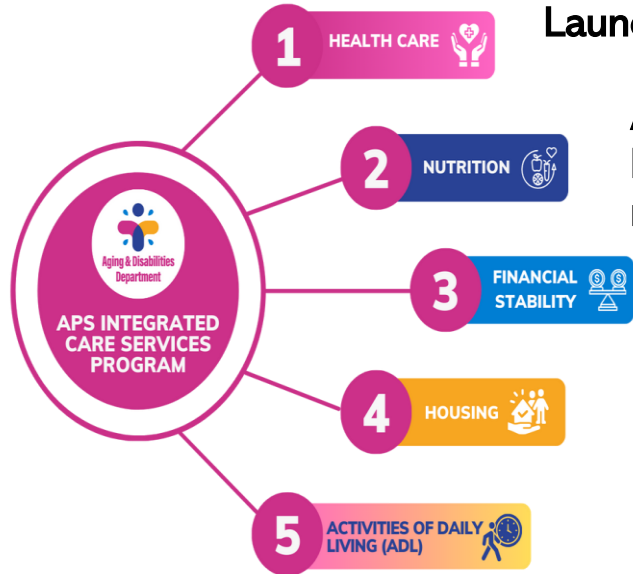 Aging & Disabilities
Department
APS INTEGRATED
CARE SERVICES
PROGRAM
1
HEALTH CARE
2
NUTRITION
3
FINANCIAL
STABILITY
4
HOUSING
5
ACTIVITIES OF DAILY
LIVING (ADL)